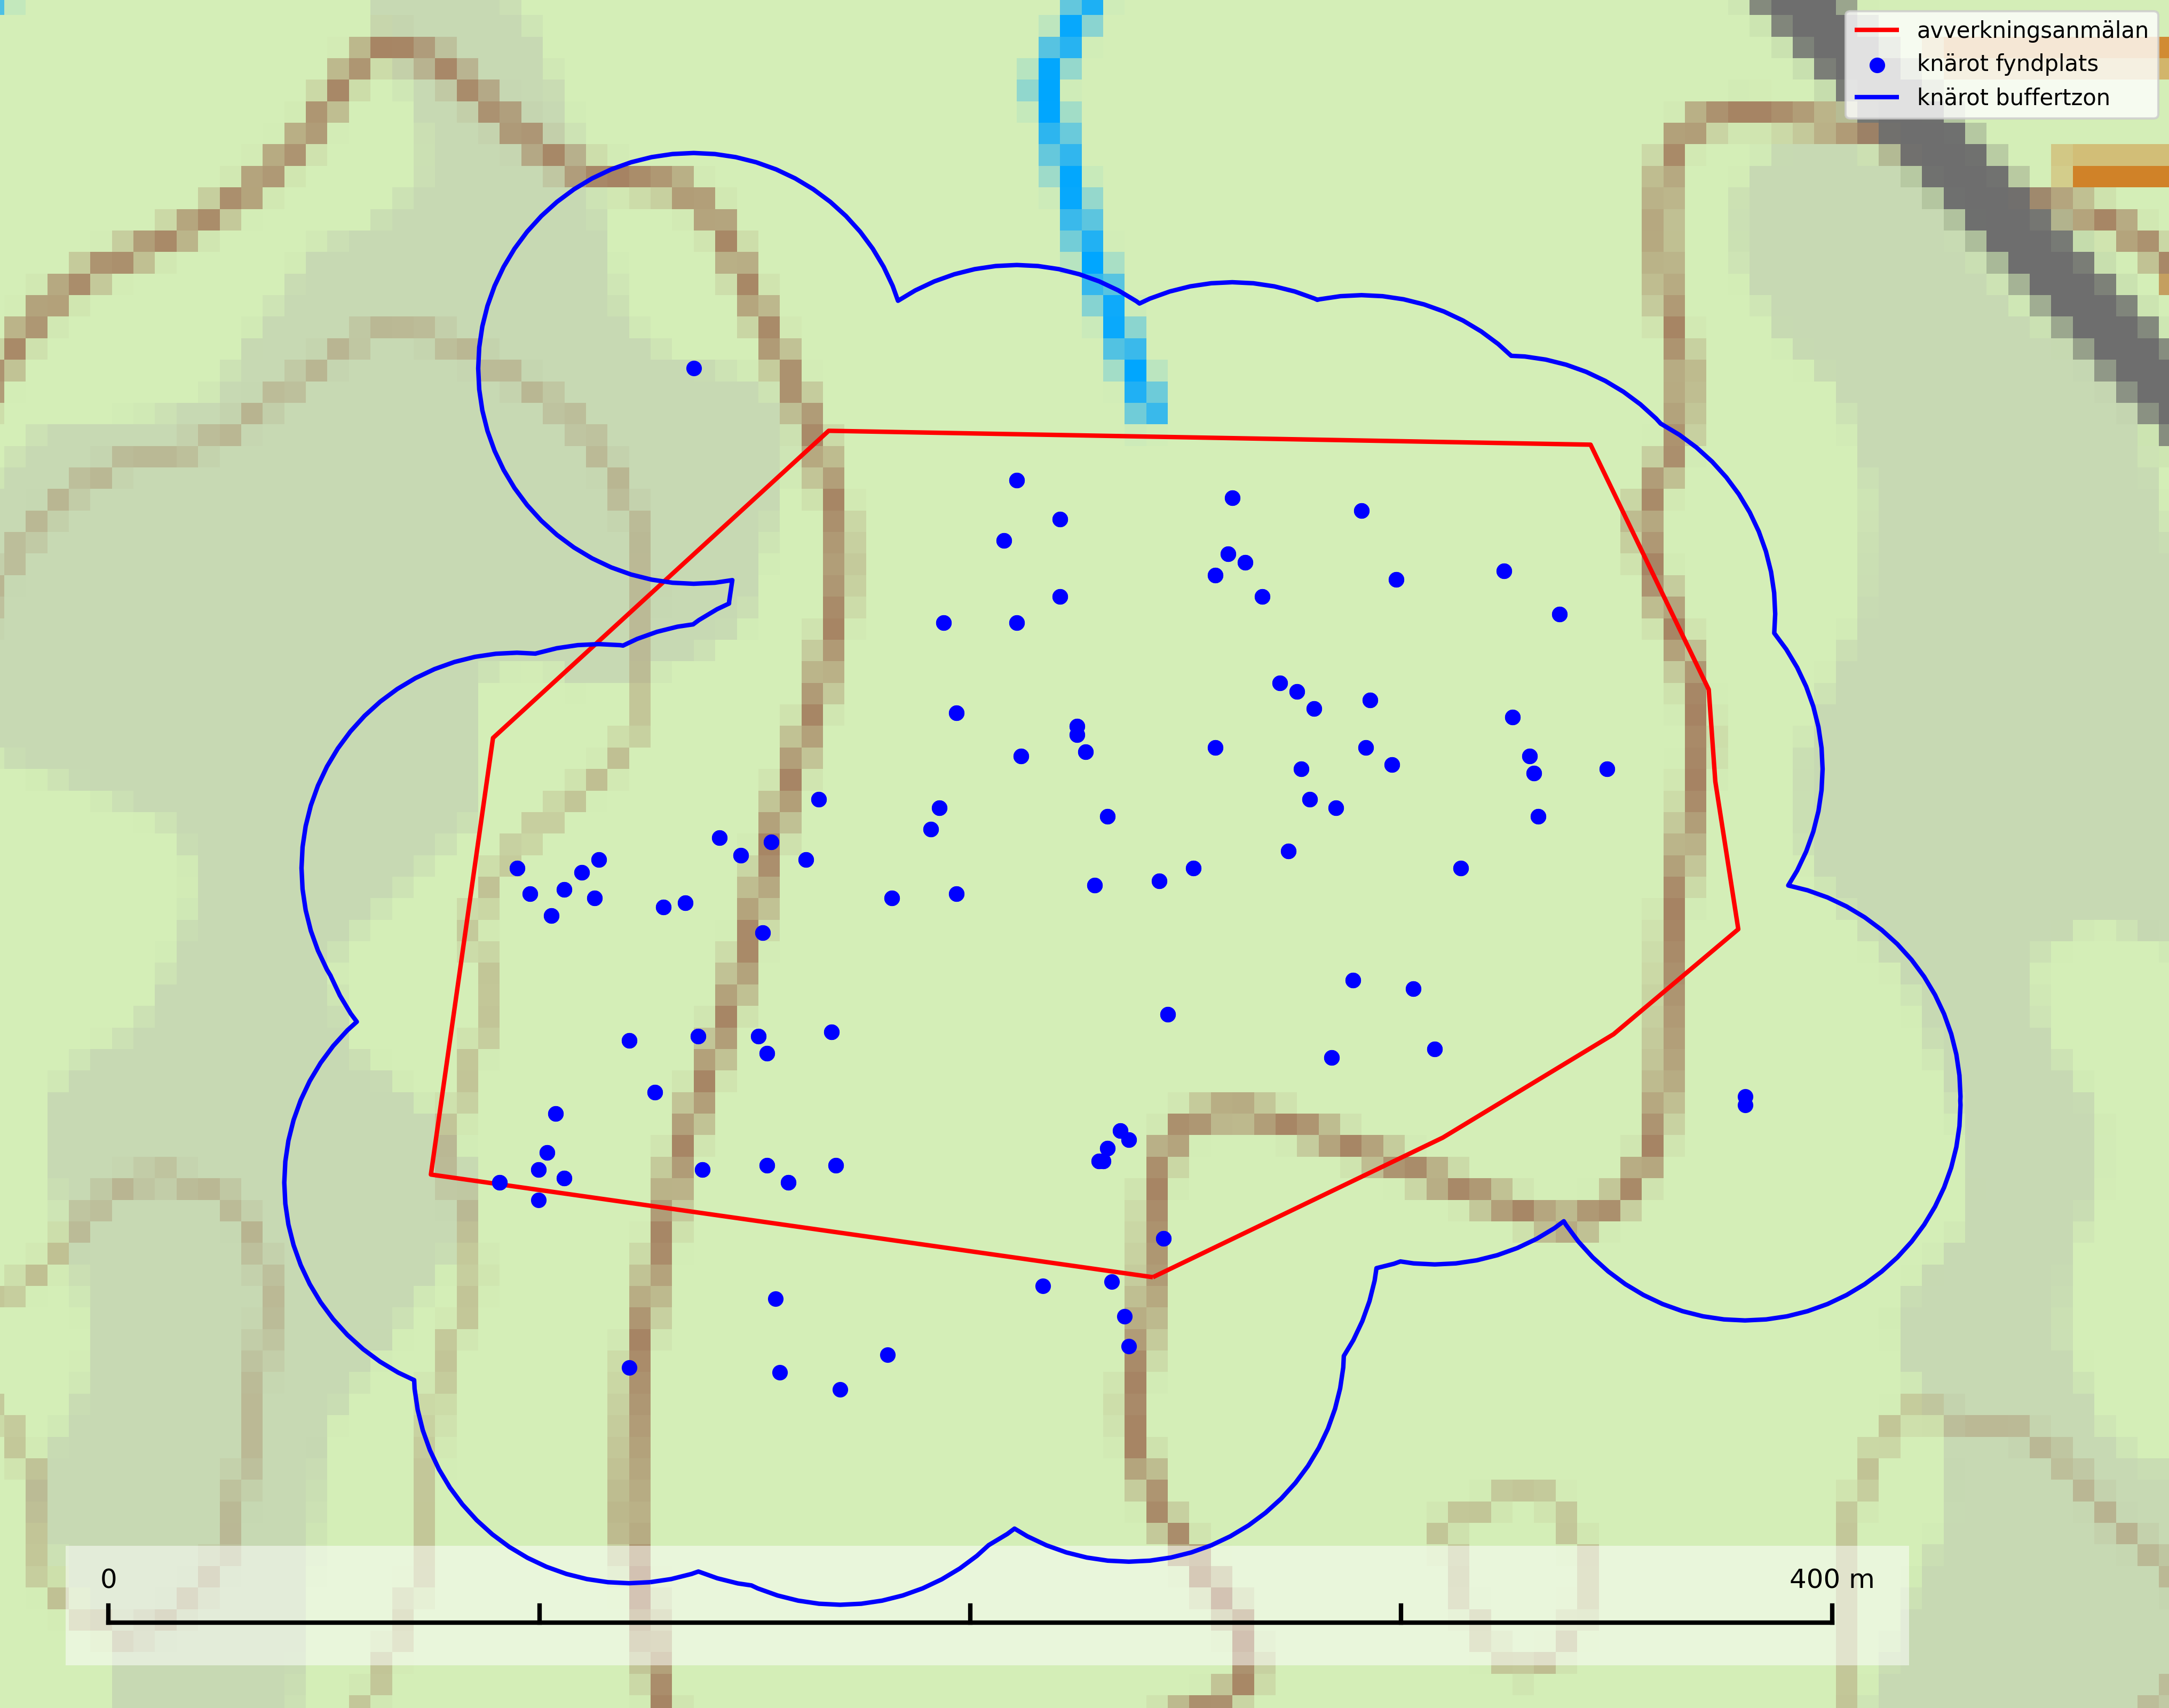 avverkningsanmälan
knärot fyndplats
knärot buffertzon
0
400 m